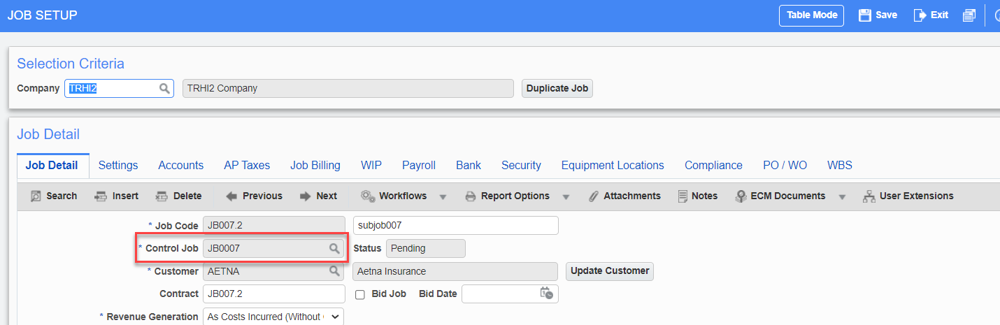 JOB SETUP Table Mode Save Exit
Selection Criteria
Company TRHI2 TRHI2 Company Duplicate Job
Job Detail
Job Detail Settings Accounts AP Taxes Job Billing WIP Payroll Bank Security Equipment Locations Compliance PO / WO WBS
Search Insert Delete Previous Next Workflows Report Options Attachments Notes ECM Documents User Extensions
* Job Code JB007.2 subjob007
* Control Job JB0007 Status Pending
* Customer AETNA Aetna Insurance Update Customer
Contract JB007.2 Bid Job Bid Date
* Revenue Generation As Costs Incurred (Without